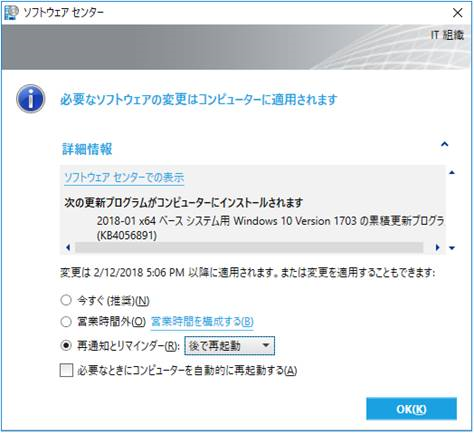 ソフトウェア センター
IT 組織
必要なソフトウェアの変更はコンピューターに適用されます
詳細情報
ソフトウェア センターでの表示
次の更新プログラムがコンピューターにインストールされます
2018-01 x64 ベース システム用 Windows 10 Version 1703 の累積更新プログラ
(KB4056891)
変更は 2/12/2018 5:06 PM 以降に適用されます。または変更を適用することもできます:
今すぐ (推奨)(N)
営業時間外(O) 営業時間を構成する(B)
再通知とリマインダー(R): 後で再起動
必要なときにコンピューターを自動的に再起動する(A)
OK(K)